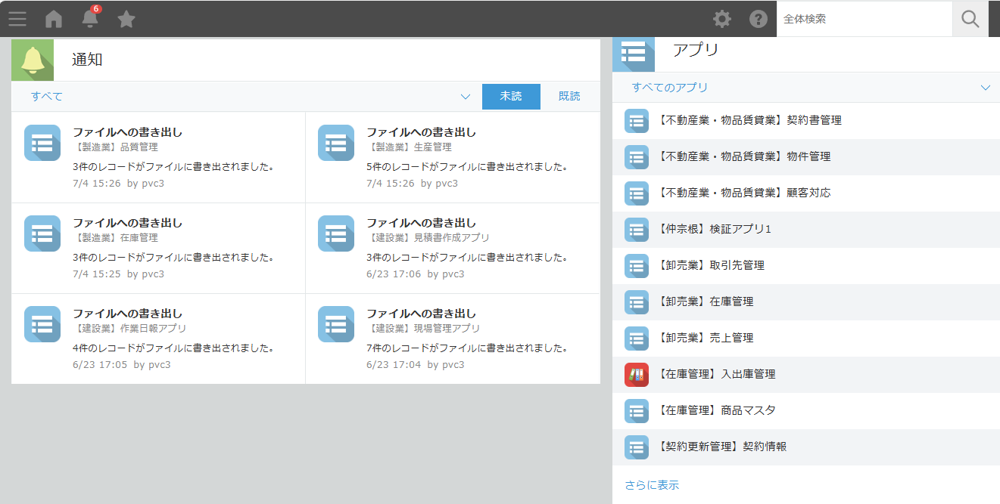 6
全体検索
通知
すべて
未読
既読
ファイルへの書き出し
【製造業】品質管理
3件のレコードがファイルに書き出されました。
7/4 15:26 by pvc3
ファイルへの書き出し
【製造業】生産管理
5件のレコードがファイルに書き出されました。
7/4 15:26 by pvc3
ファイルへの書き出し
【製造業】在庫管理
3件のレコードがファイルに書き出されました。
7/4 15:25 by pvc3
ファイルへの書き出し
【建設業】見積書作成アプリ
3件のレコードがファイルに書き出されました。
6/23 17:06 by pvc3
ファイルへの書き出し
【建設業】作業日報アプリ
4件のレコードがファイルに書き出されました。
6/23 17:05 by pvc3
ファイルへの書き出し
【建設業】現場管理アプリ
7件のレコードがファイルに書き出されました。
6/23 17:04 by pvc3
アプリ
すべてのアプリ
【不動産業・物品賃貸業】契約書管理
【不動産業・物品賃貸業】物件管理
【不動産業・物品賃貸業】顧客対応
【仲宗根】検証アプリ1
【卸売業】取引先管理
【卸売業】在庫管理
【卸売業】売上管理
【在庫管理】入出庫管理
【在庫管理】商品マスタ
【契約更新管理】契約情報
さらに表示